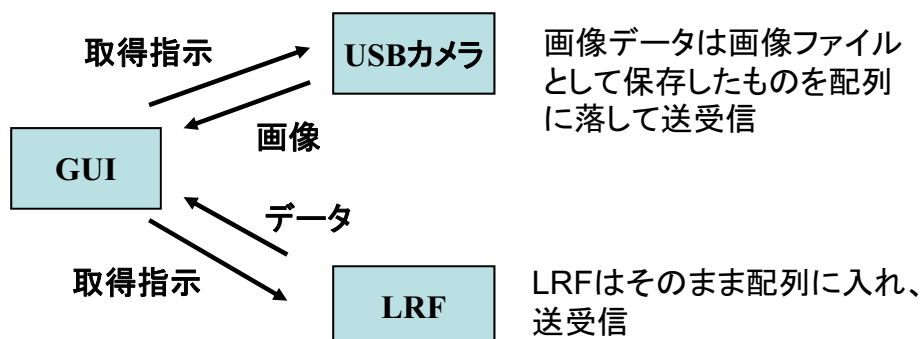 取得指示
USBカメラ
画像データは画像ファイル
として保存したものを配列
に落して送受信
画像
GUI
データ
取得指示
LRF
LRFはそのまま配列に入れ、
送受信